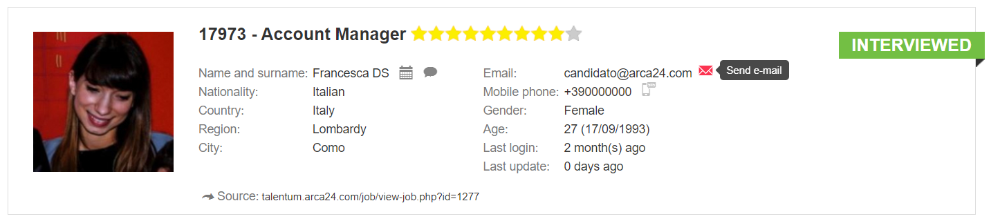 17973 - Account Manager
INTERVIEWED
Name and surname: Francesca DS
Email: candidato@arca24.com Send e-mail
Nationality: Italian
Mobile phone: +390000000
Country: Italy
Gender: Female
Region: Lombardy
Age: 27 (17/09/1993)
City: Como
Last login: 2 month(s) ago
Last update: 0 days ago
Source: talentum.arca24.com/job/view-job.php?id=1277